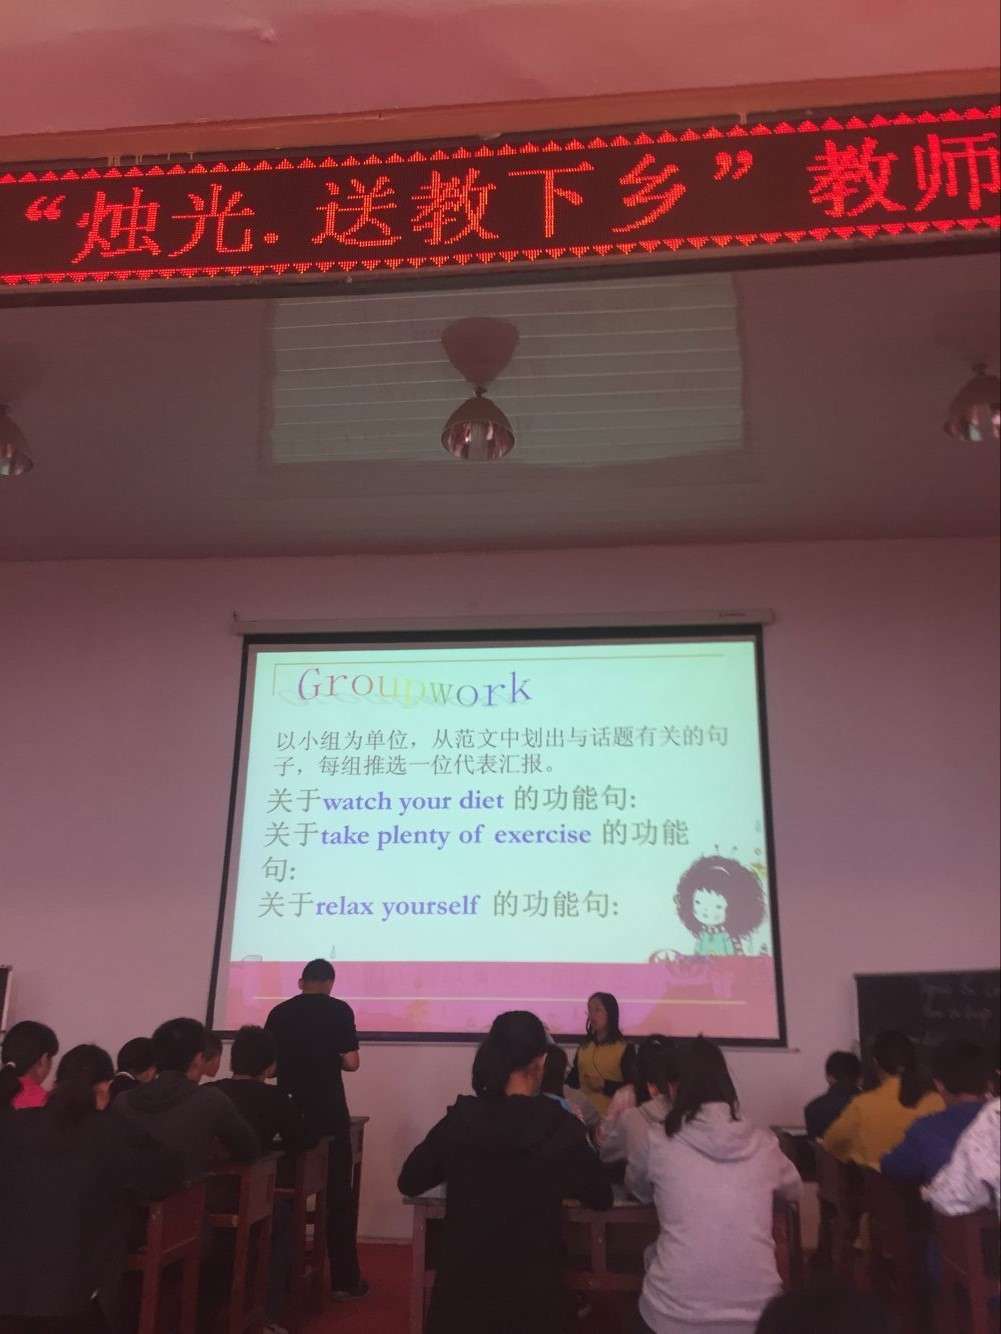 “烛光.送教下乡”教师
Groupwork
以小组为单位，从范文中划出与话题有关的句
子，每组推选一位代表汇报。
关于watch your diet 的功能句:
关于take plenty of exercise 的功能
句:
关于relax yourself 的功能句: